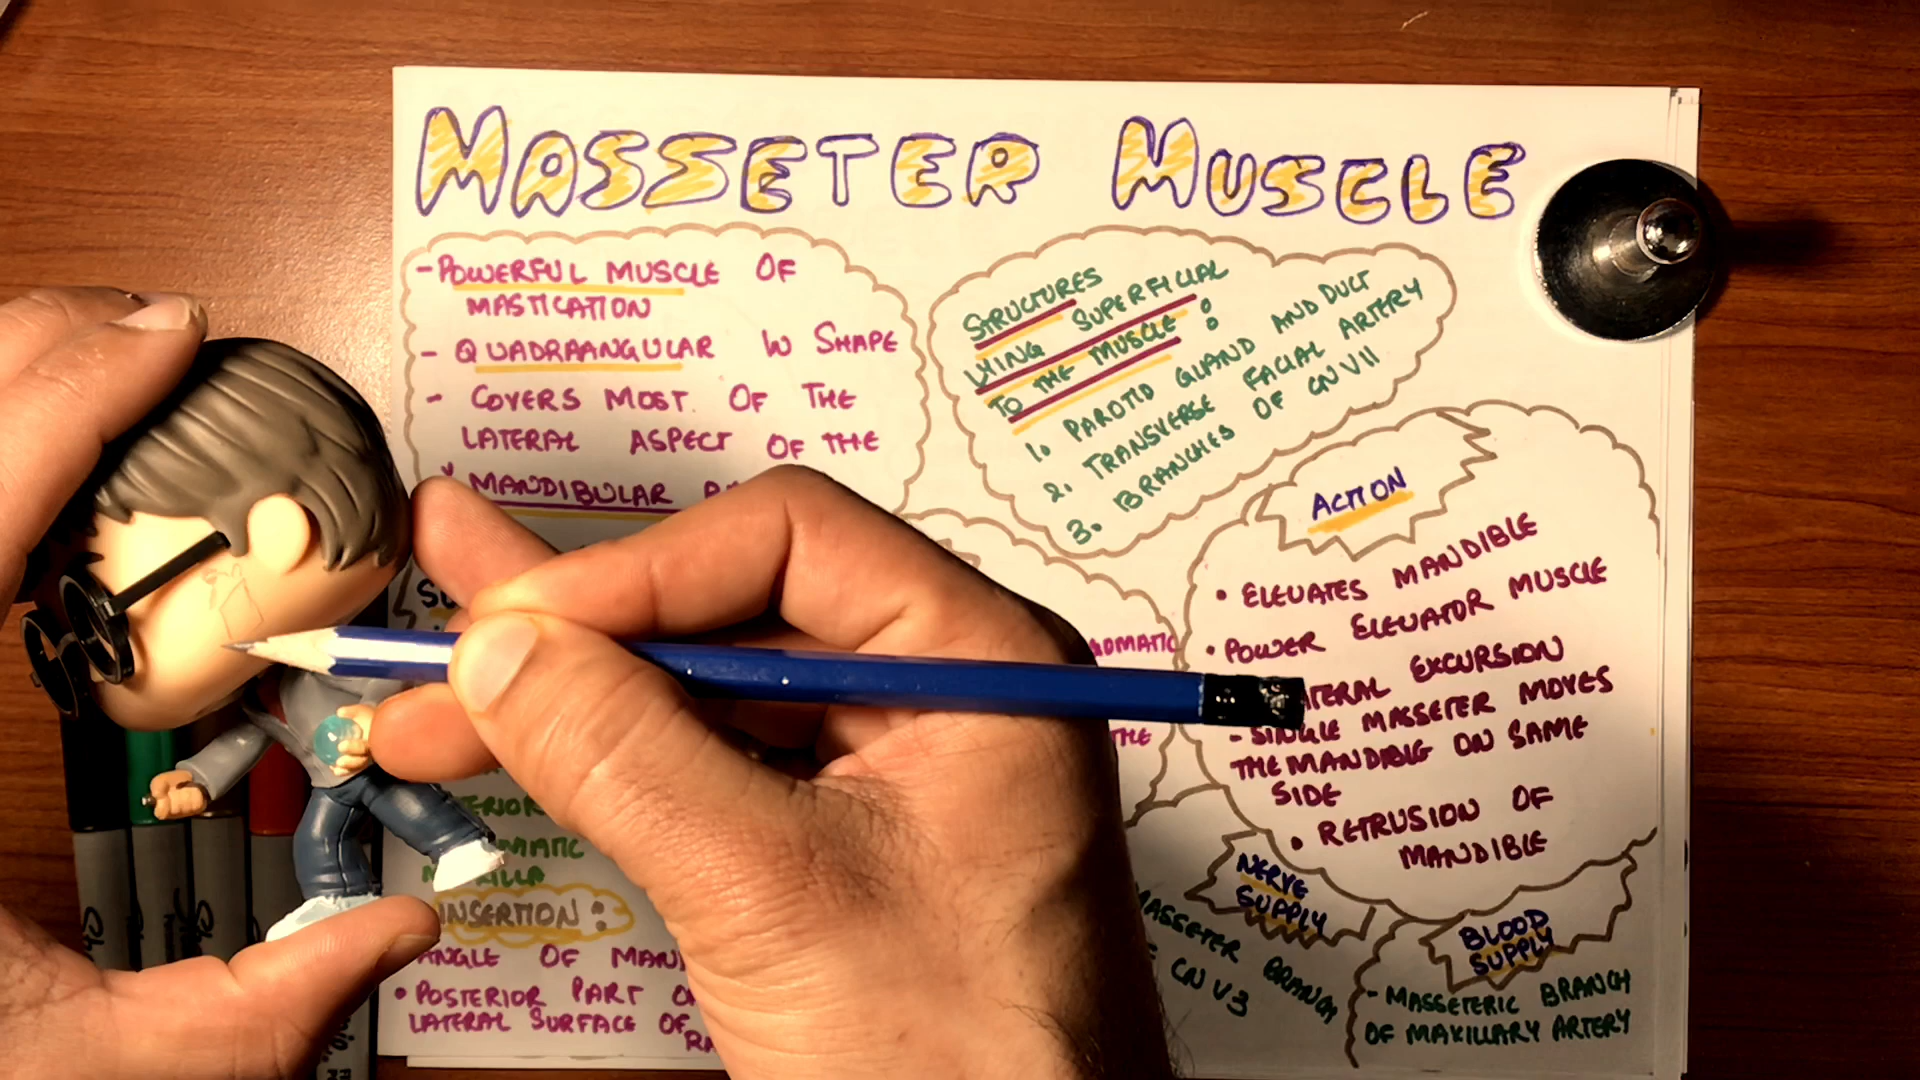 MASSETER MUSCLE
-POWERFUL MUSCLE OF
MASTICATION
- QUADRAANGULAR IN SHAPE
- COVERS MOST OF THE
LATERAL ASPECT OF THE
MANDIBULAR
STRUCTURES
LYING SUPERFICIAL
TO THE MUSCLE :
1. PAROTID GLAND AND DUCT
2. TRANSVERSE FACIAL ARTERY
3. BRANCHES OF CN VII
ACTION
• ELEVATES MANDIBLE
• POWER ELEVATOR MUSCLE
EXCURSION
- SINGLE MASSETER MOVES
THE MANDIBLE ON SAME
SIDE
• RETRUSION OF
MANDIBLE
THE
INSERTION :
ANGLE OF
• POSTERIOR PART
LATERAL SURFACE OF
NERVE
SUPPLY
MASSETER BRANCH
CN V3
BLOOD
SUPPLY
- MASSETERIC BRANCH
OF MAXILLARY ARTERY